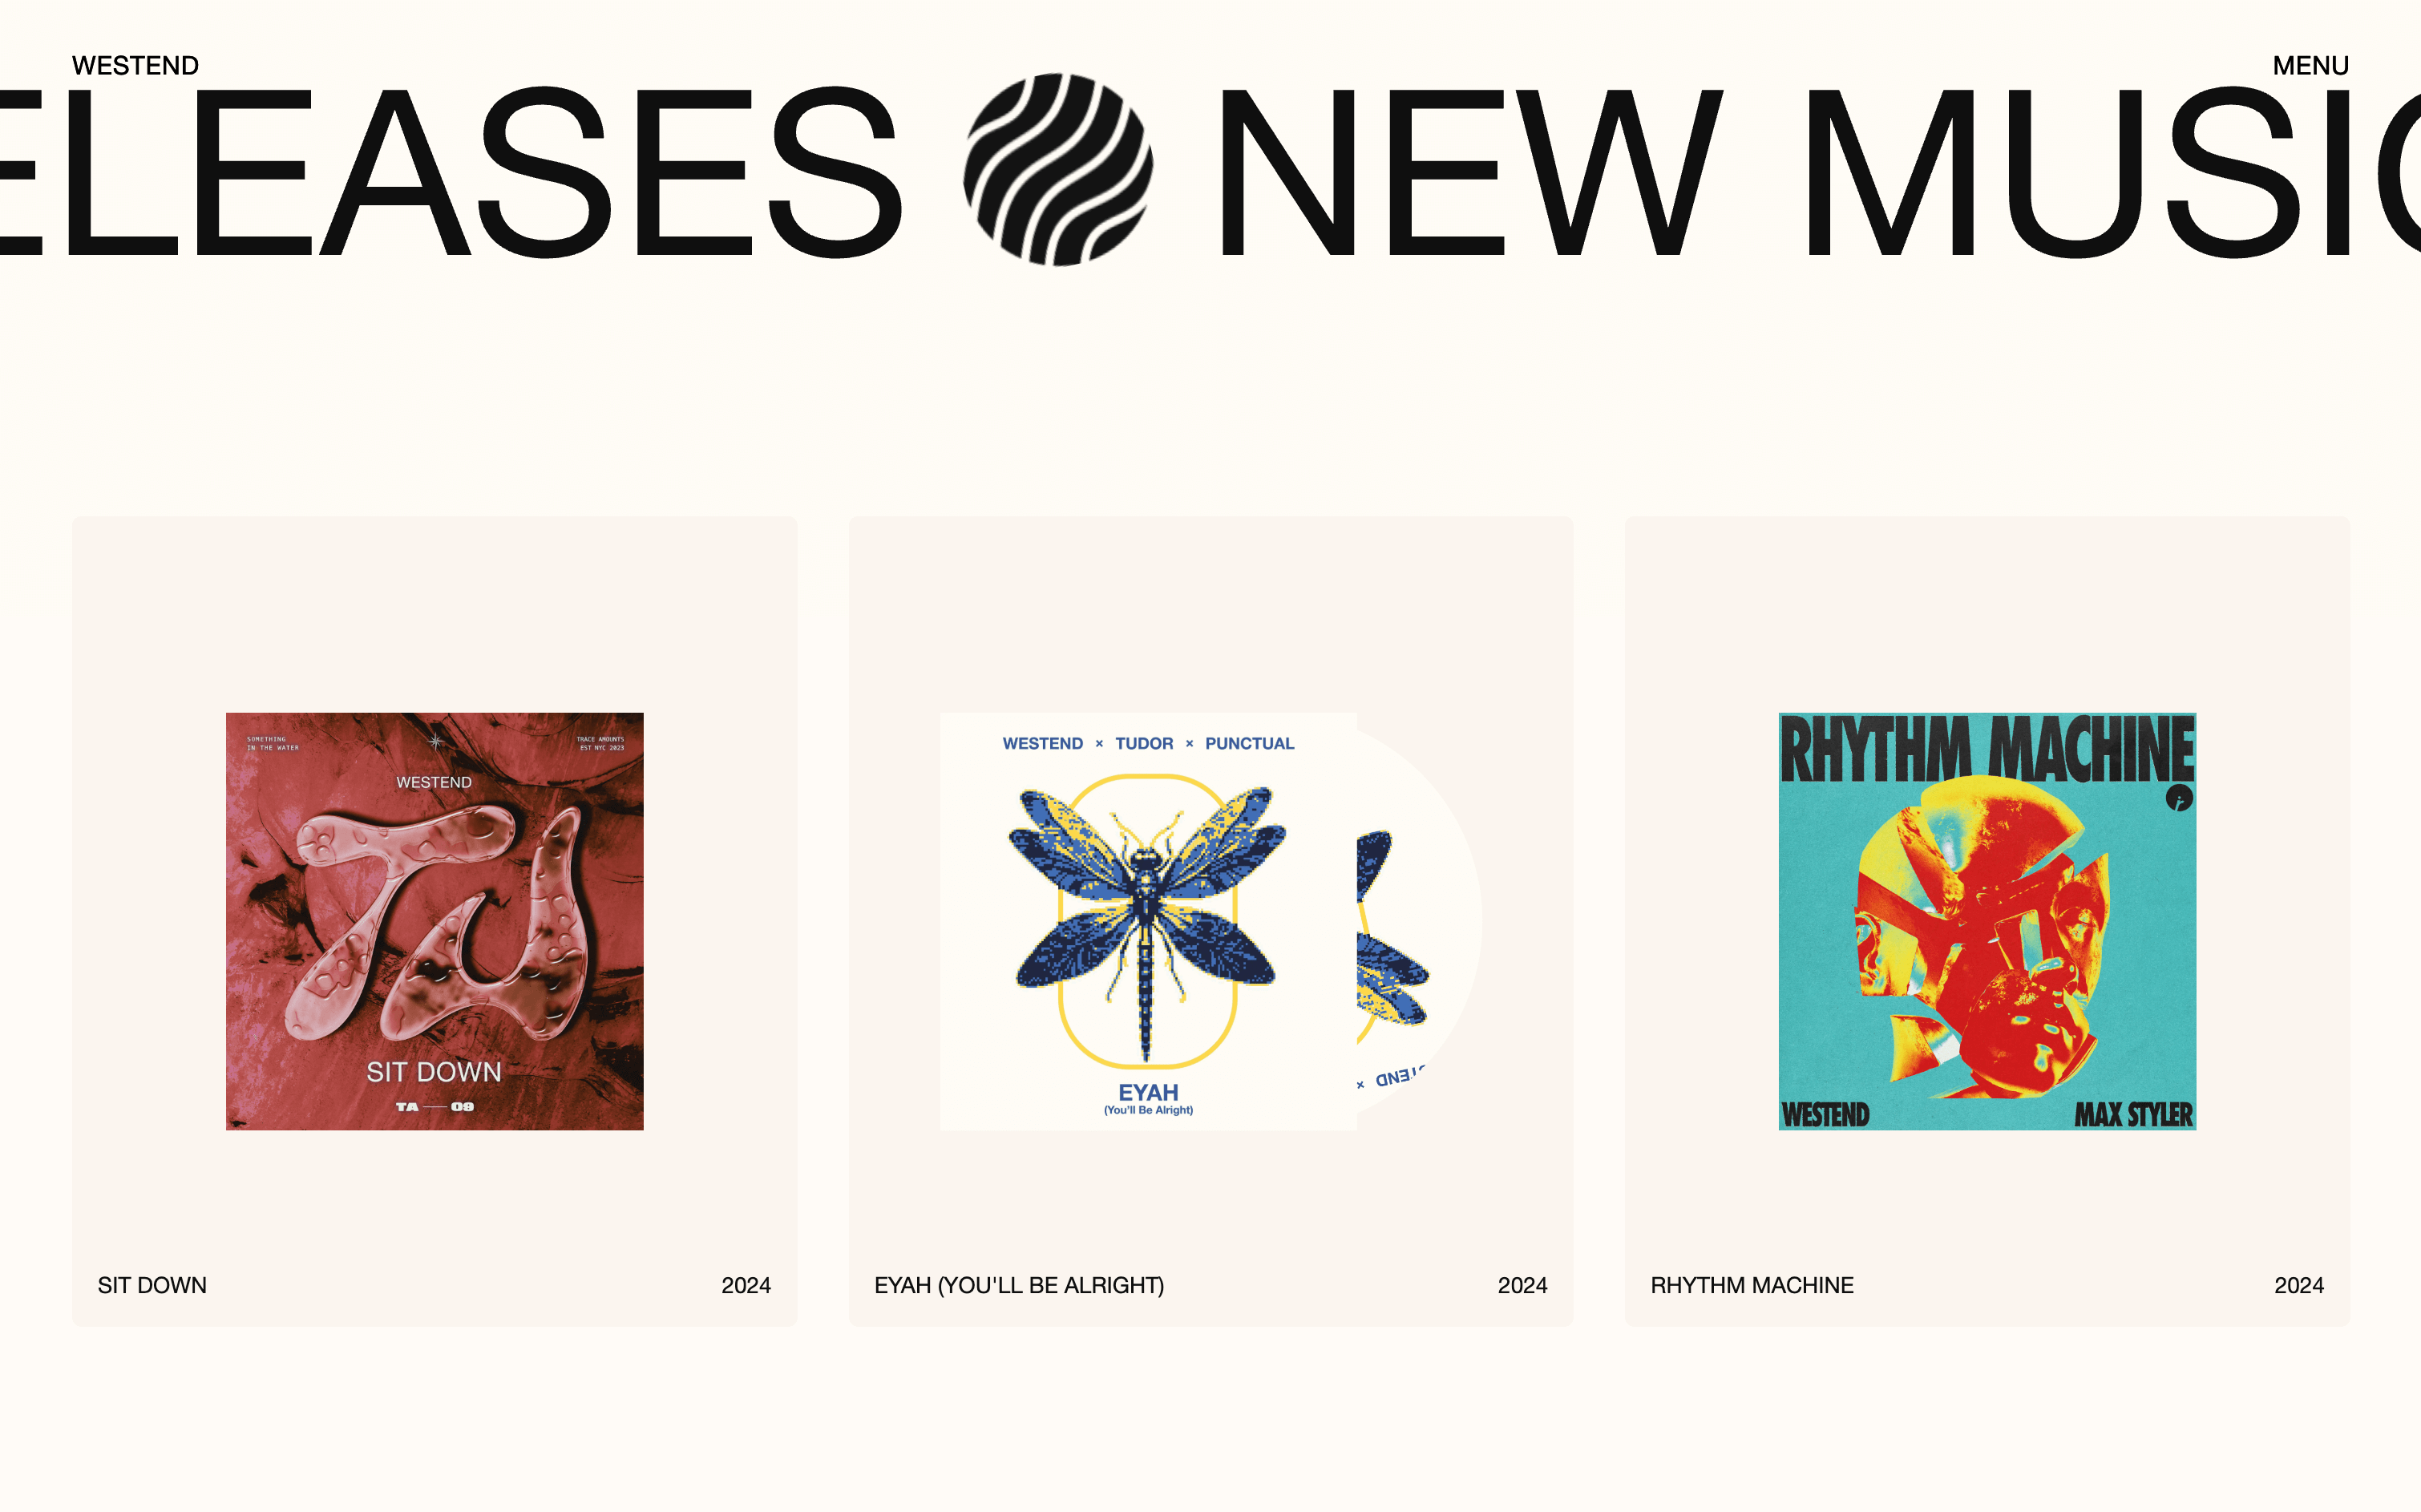 WESTEND
MENU
ELEASES NEW MUSIC
SOMETHING
IN THE WATER
TRACE AMOUNTS
EST NYC 2023
WESTEND
SIT DOWN
TA — 09
WESTEND × TUDOR × PUNCTUAL
EYAH
(You'll Be Alright)
STEND ×
RHYTHM MACHINE
WESTEND
MAX STYLER
SIT DOWN
2024
EYAH (YOU'LL BE ALRIGHT)
2024
RHYTHM MACHINE
2024